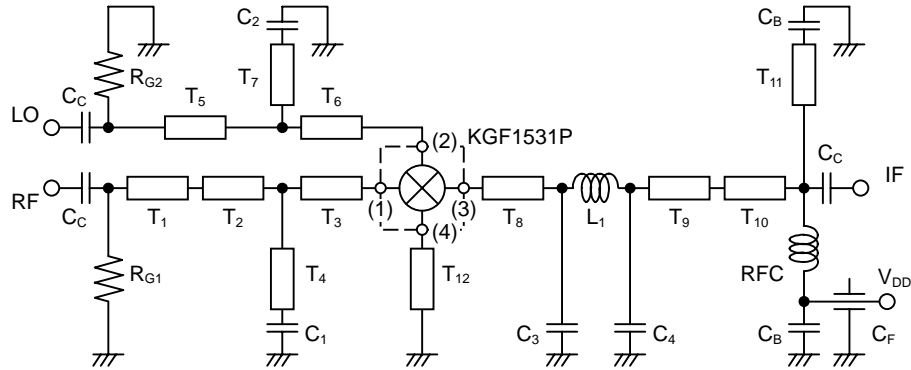 C2
CB
RG2
T7
T11
CC
T5
T6
LO
(2)
KGF1531P
CC
IF
RF
CC
T1
T2
T3
(1)
(3)
T8
L1
T9
T10
(4)
RG1
T4
T12
RFC
VDD
C1
C3
C4
CB
CF